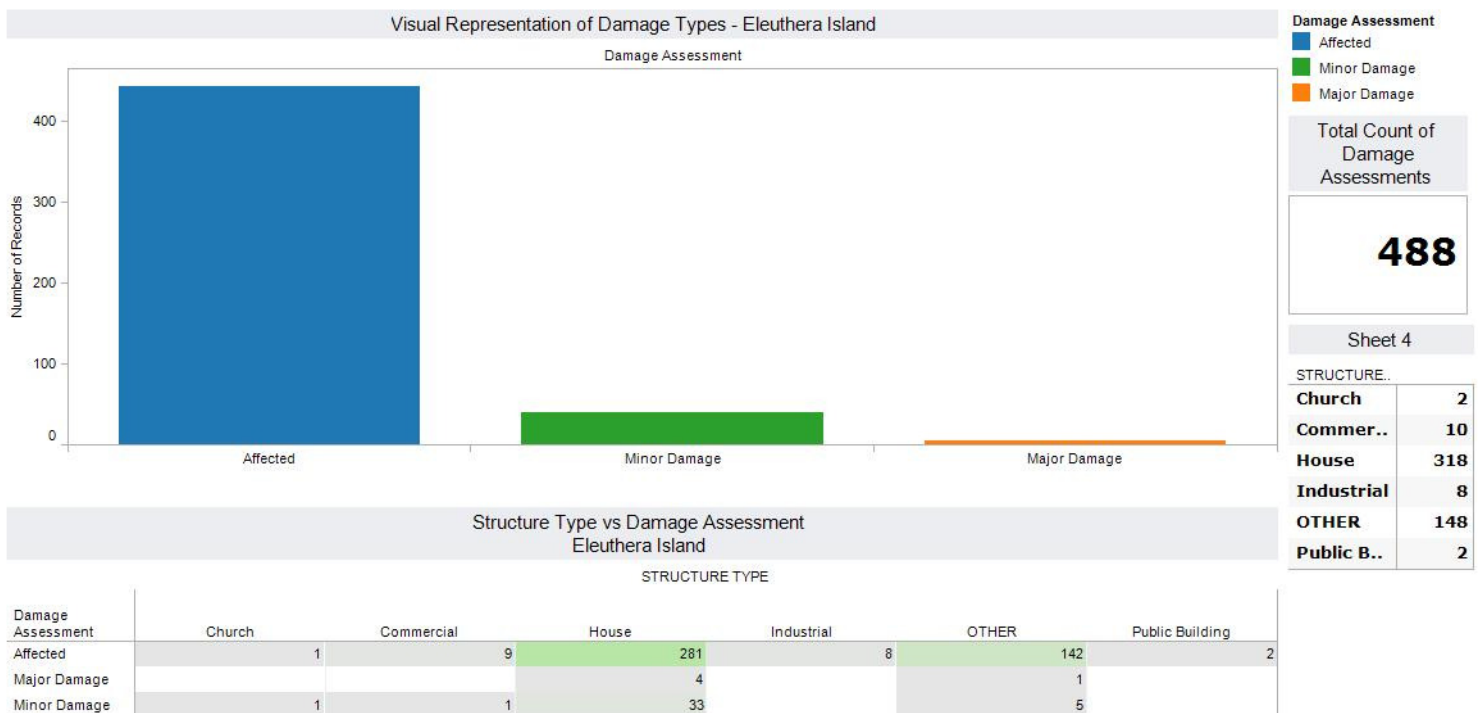 Visual Representation of Damage Types - Eleuthera Island
Damage Assessment
Number of Records
400
300
200
100
0
Affected
Minor Damage
Major Damage
Damage Assessment
Affected
Minor Damage
Major Damage
Total Count of
Damage
Assessments
488
Sheet 4
STRUCTURE..
Church 2
Commer.. 10
House 318
Industrial 8
OTHER 148
Public B.. 2
Structure Type vs Damage Assessment
Eleuthera Island
STRUCTURE TYPE
Damage
Assessment Church Commercial House Industrial OTHER Public Building
Affected 1 9 281 8 142 2
Major Damage 4 1
Minor Damage 1 1 33 5